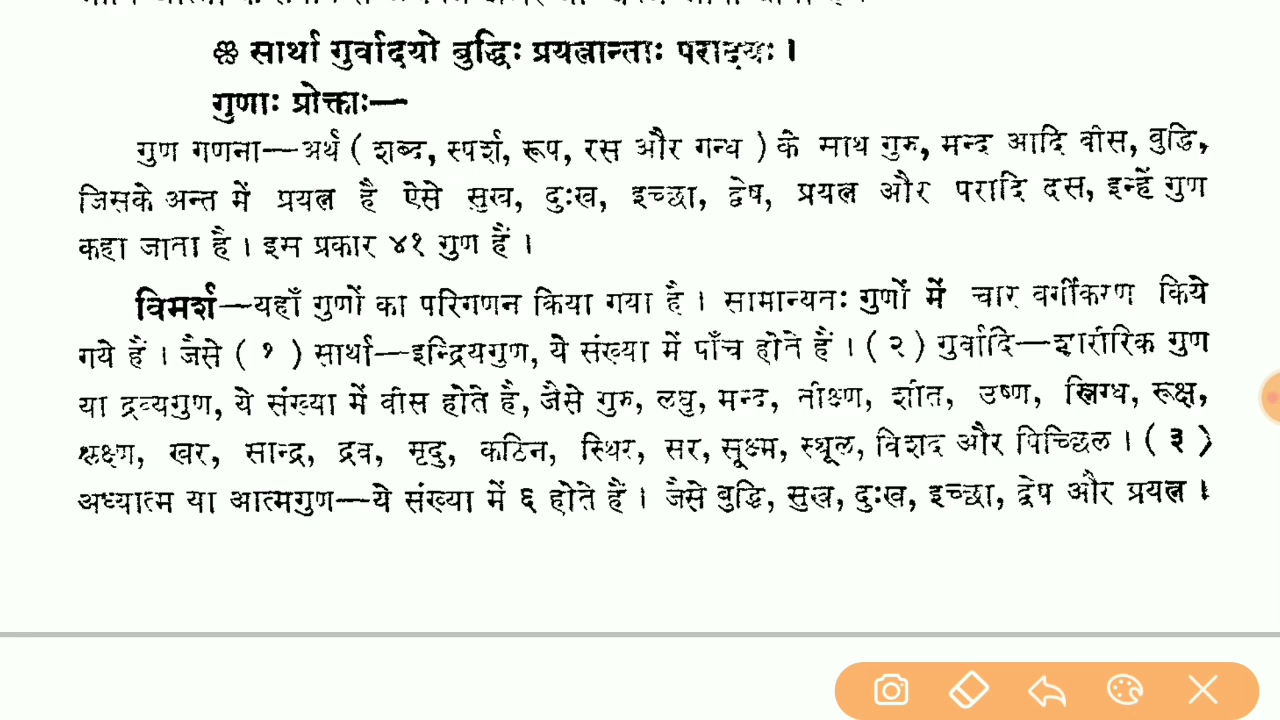 ❀ सार्था गुर्वादयो बुद्धिः प्रयत्नान्ताः परादयः ।
गुणाः प्रोक्ताः—
गुण गणना—अर्थ ( शब्द, स्पर्श, रूप, रस और गन्ध ) के साथ गुरु, मन्द आदि बीस, बुद्धि,
जिसके अन्त में प्रयत्न है ऐसे सुख, दुःख, इच्छा, द्वेष, प्रयत्न और परादि दस, इन्हें गुण
कहा जाता है । इस प्रकार ४१ गुण हैं ।
विमर्श—यहाँ गुणों का परिगणन किया गया है । सामान्यतः गुणों में चार वर्गीकरण किये
गये हैं । जैसे ( १ ) सार्था—इन्द्रियगुण, ये संख्या में पाँच होते हैं । ( २ ) गुर्वादि—शारीरिक गुण
या द्रव्यगुण, ये संख्या में बीस होते है, जैसे गुरु, लघु, मन्द, तीक्ष्ण, शीत, उष्ण, स्निग्ध, रूक्ष,
श्लक्ष्ण, खर, सान्द्र, द्रव, मृदु, कठिन, स्थिर, सर, सूक्ष्म, स्थूल, विशद और पिच्छिल । ( ३ )
अध्यात्म या आत्मगुण—ये संख्या में ६ होते हैं । जैसे बुद्धि, सुख, दुःख, इच्छा, द्वेष और प्रयत्न ।